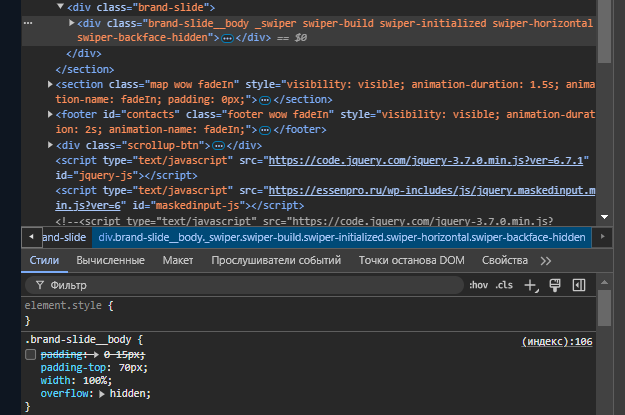 ▼<div class="brand-slide">
··· ▶<div class="brand-slide__body _swiper swiper-build swiper-initialized swiper-horizontal
swiper-backface-hidden">···</div> == $0
</div>
</section>
▶<section class="map wow fadeIn" style="visibility: visible; animation-duration: 1.5s; ani
mation-name: fadeIn; padding: 0px;">···</section>
▶<footer id="contacts" class="footer wow fadeIn" style="visibility: visible; animation-dura
tion: 2s; animation-name: fadeIn;">···</footer>
▶<div class="scrollup-btn">···</div>
<script type="text/javascript" src="https://code.jquery.com/jquery-3.7.0.min.js?ver=6.7.1"
id="jquery-js"></script>
<script type="text/javascript" src="https://essenpro.ru/wp-includes/js/jquery.maskedinput.m
in.js?ver=6" id="maskedinput-js"></script>
<!--<script type="text/javascript" src="https://code.jquery.com/jquery-3.7.0.min.js?
and-slide div.brand-slide__body._swiper.swiper-build.swiper-initialized.swiper-horizontal.swiper-backface-hidden
Стили Вычисленные Макет Прослушиватели событий Точки останова DOM Свойства
Фильтр :hov .cls
element.style {
}
.brand-slide__body { (индекс):106
padding: ▶ 0 15px;
padding-top: 70px;
width: 100%;
overflow: ▶ hidden;
}